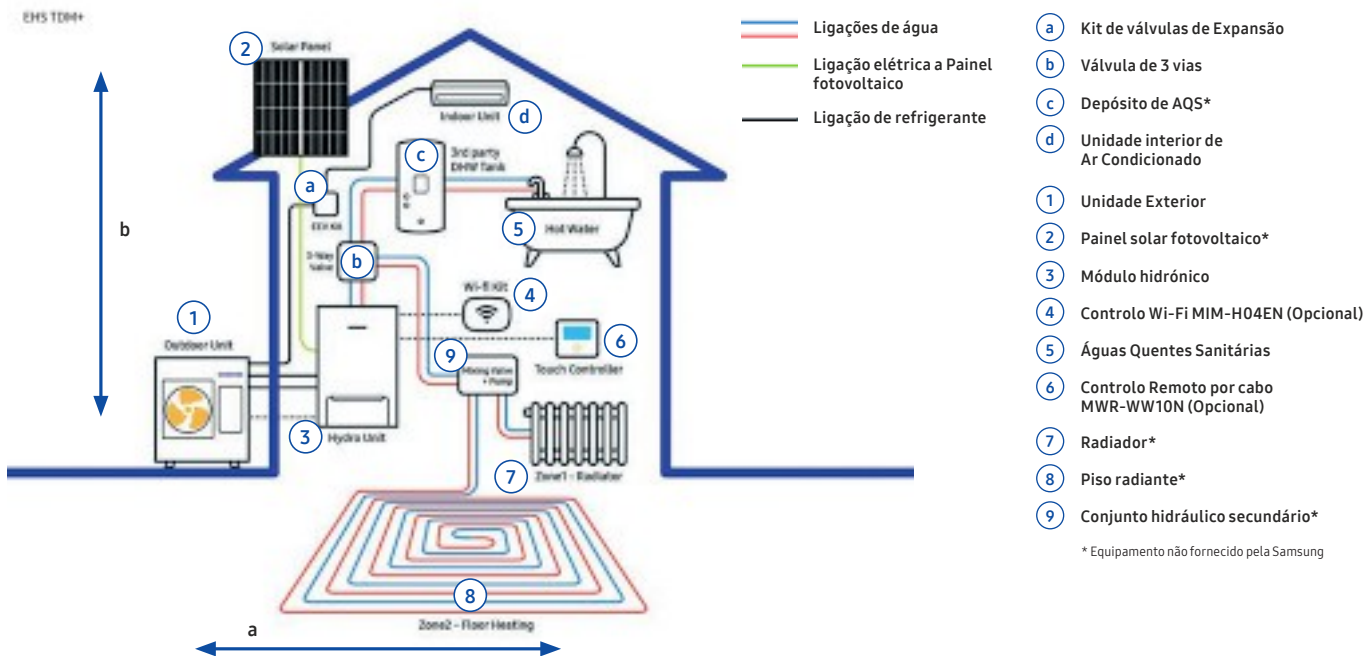 EHS TDM+
2
Solar Panel
Indoor Unit
d
a
EEV Kit
c
3rd party
DHW Tank
5
Hot Water
b
3-Way
Valve
b
Wi-fi Kit
4
1
Outdoor Unit
6
Touch Controller
9
Mixing Valve
+ Pump
3
Hydro Unit
7
Zone1 - Radiator
8
Zone2 - Floor Heating
a
Ligações de água
Ligação elétrica a Painel
fotovoltaico
Ligação de refrigerante
a Kit de válvulas de Expansão
b Válvula de 3 vias
c Depósito de AQS*
d Unidade interior de
Ar Condicionado
1 Unidade Exterior
2 Painel solar fotovoltaico*
3 Módulo hidrónico
4 Controlo Wi-Fi MIM-H04EN (Opcional)
5 Águas Quentes Sanitárias
6 Controlo Remoto por cabo
MWR-WW10N (Opcional)
7 Radiador*
8 Piso radiante*
9 Conjunto hidráulico secundário*
* Equipamento não fornecido pela Samsung